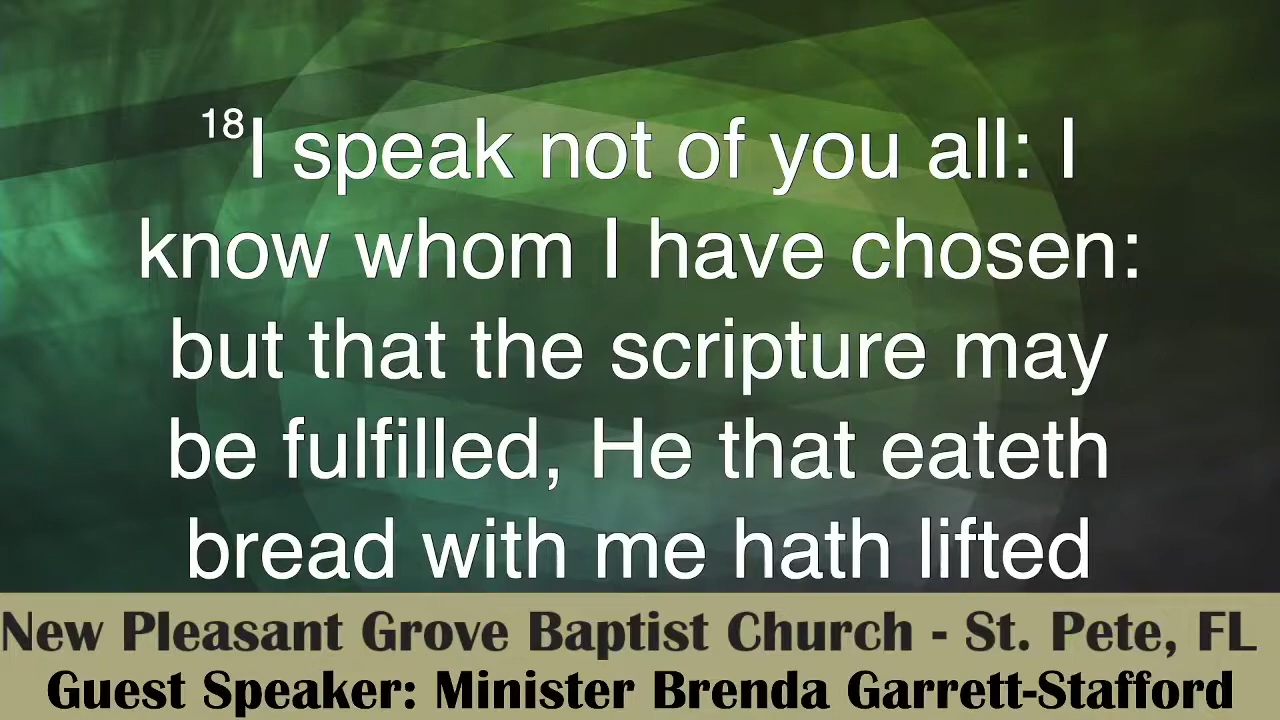 18I speak not of you all: I
know whom I have chosen:
but that the scripture may
be fulfilled, He that eateth
bread with me hath lifted
New Pleasant Grove Baptist Church - St. Pete, FL
Guest Speaker: Minister Brenda Garrett-Stafford